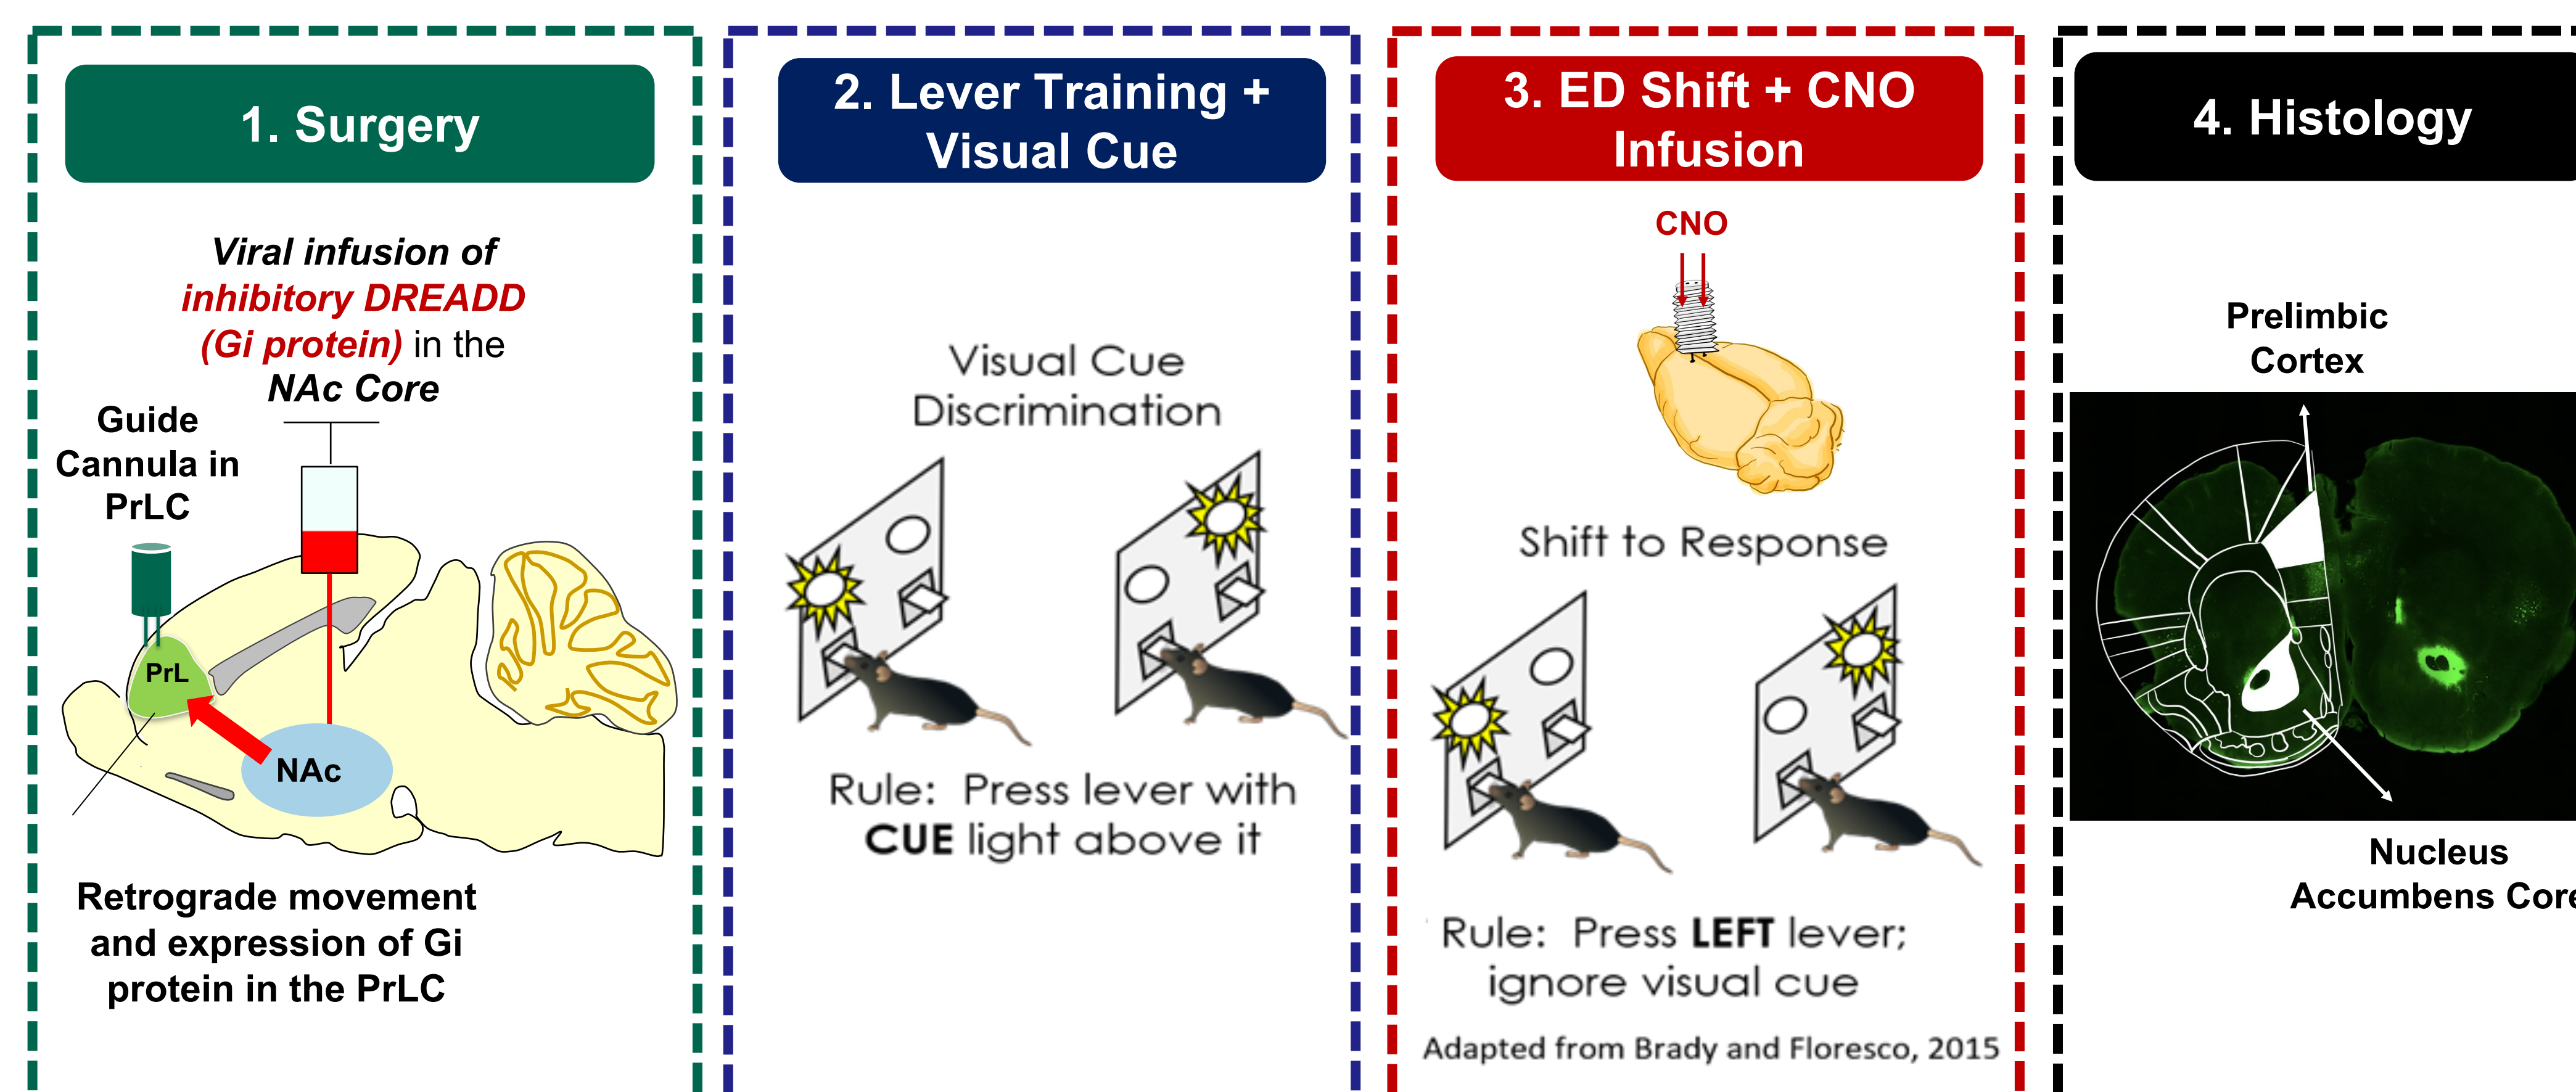 1. Surgery
Viral infusion of
inhibitory DREADD
(Gi protein) in the
NAc Core
Guide
Cannula in
PrLC
PrL
NAc
Retrograde movement
and expression of Gi
protein in the PrLC
2. Lever Training +
Visual Cue
Visual Cue
Discrimination
Rule: Press lever with
CUE light above it
3. ED Shift + CNO
Infusion
CNO
Shift to Response
Rule: Press LEFT lever;
ignore visual cue
Adapted from Brady and Floresco, 2015
4. Histology
Prelimbic
Cortex
Nucleus
Accumbens Core